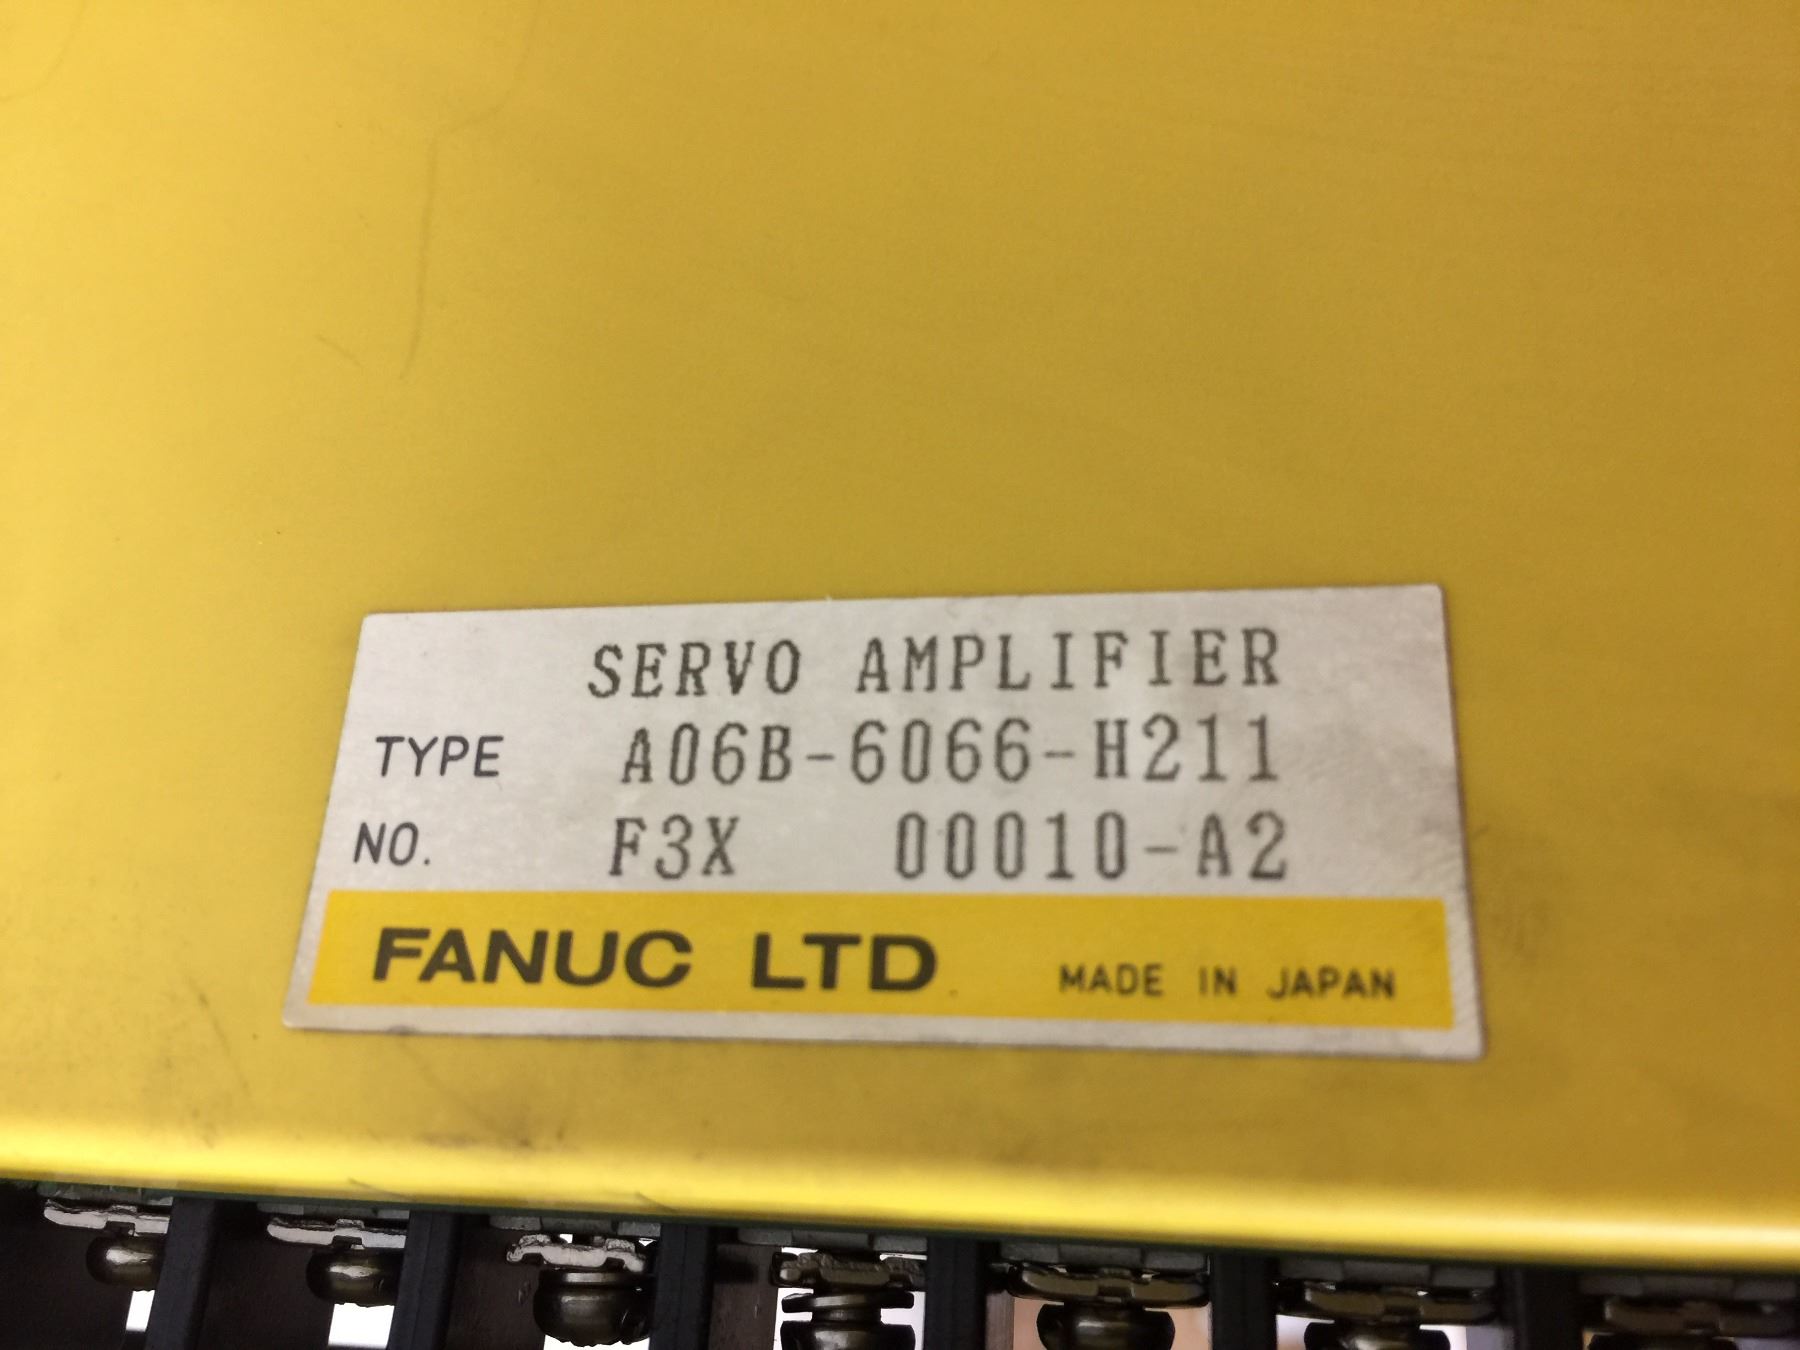 SERVO AMPLIFIER
TYPE A06B-6066-H211
NO. F3X 00010-A2
FANUC LTD MADE IN JAPAN